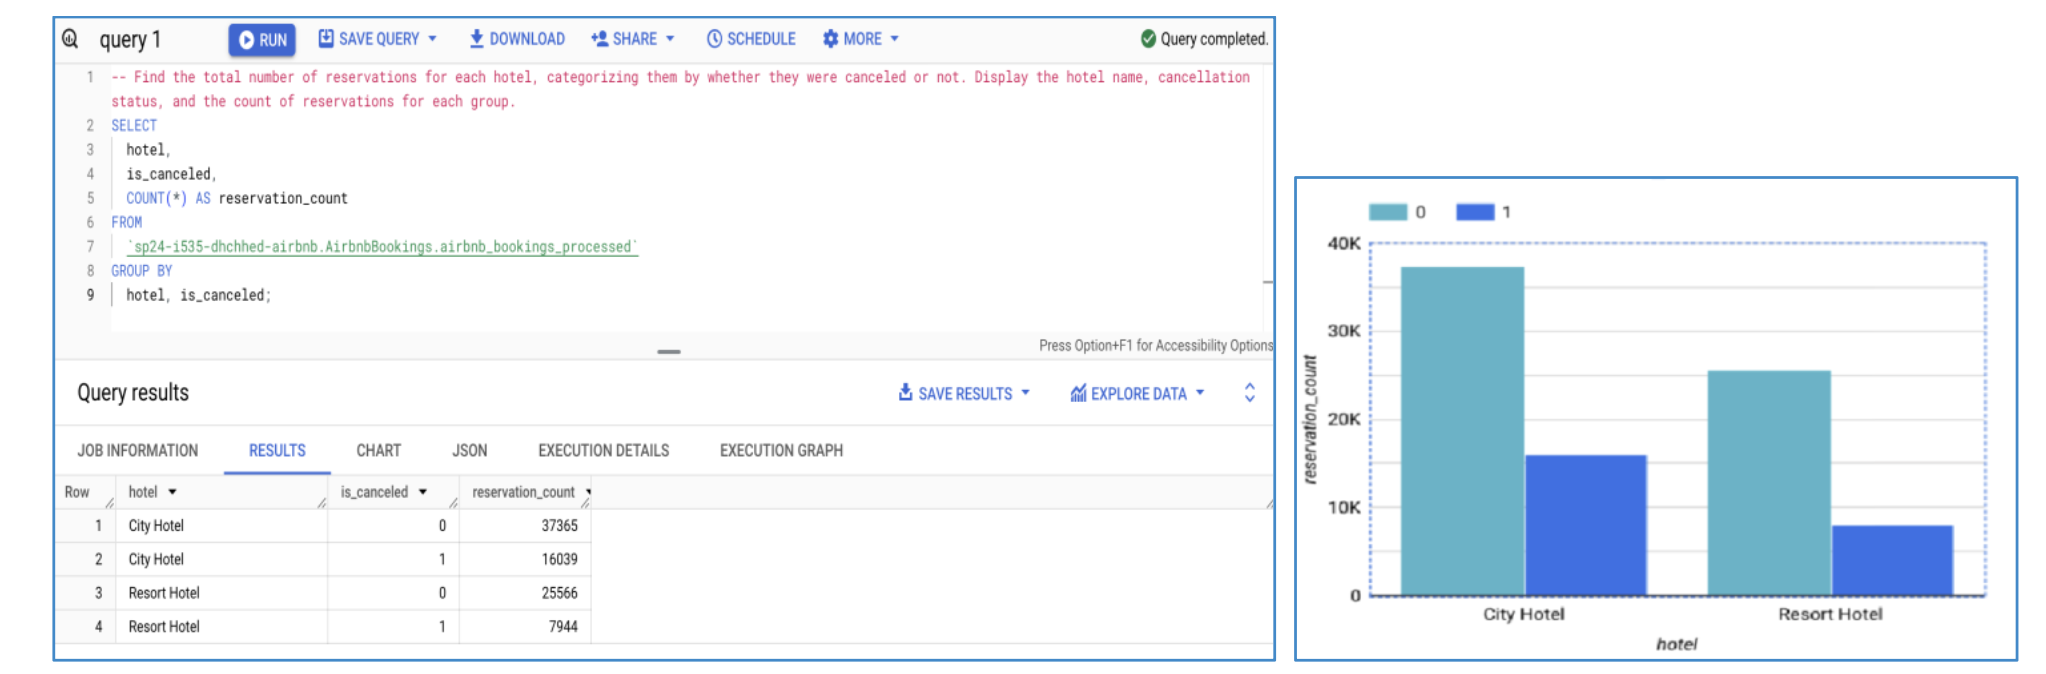 query 1 RUN SAVE QUERY DOWNLOAD SHARE SCHEDULE MORE Query completed.
1 -- Find the total number of reservations for each hotel, categorizing them by whether they were canceled or not. Display the hotel name, cancellation
status, and the count of reservations for each group.
2 SELECT
3 hotel,
4 is_canceled,
5 COUNT(*) AS reservation_count
6 FROM
7 `sp24-i535-dhchhed-airbnb.AirbnbBookings.airbnb_bookings_processed`
8 GROUP BY
9 hotel, is_canceled;
Press Option+F1 for Accessibility Options
Query results SAVE RESULTS EXPLORE DATA
JOB INFORMATION RESULTS CHART JSON EXECUTION DETAILS EXECUTION GRAPH
Row hotel is_canceled reservation_count
1 City Hotel 0 37365
2 City Hotel 1 16039
3 Resort Hotel 0 25566
4 Resort Hotel 1 7944
0 1
40K
30K
20K
10K
0
reservation_count
City Hotel Resort Hotel
hotel